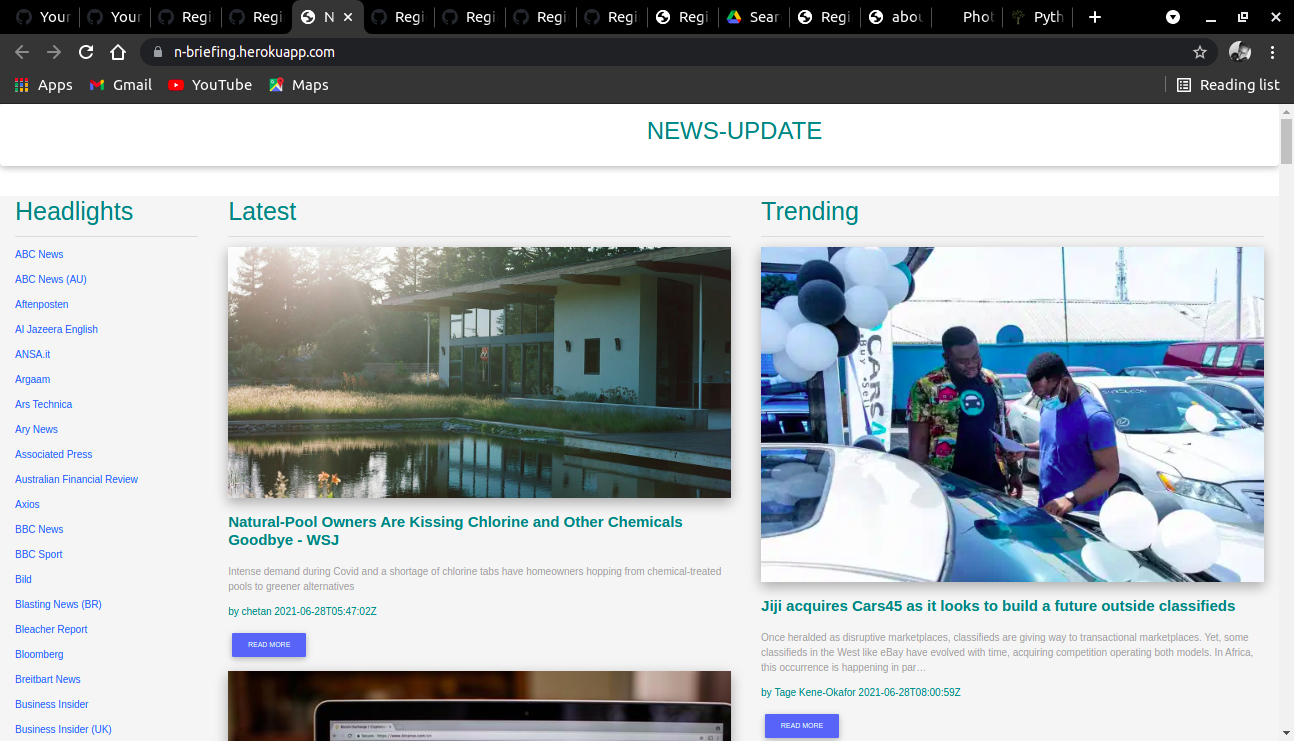 Your
Your
Regi
Regi
N
Regi
Regi
Regi
Regi
Regi
Sear
Regi
abou
Phot
Pyth
n-briefing.herokuapp.com
Apps
Gmail
YouTube
Maps
Reading list
NEWS-UPDATE
Headlights
ABC News
ABC News (AU)
Aftenposten
Al Jazeera English
ANSA.it
Argaam
Ars Technica
Ary News
Associated Press
Australian Financial Review
Axios
BBC News
BBC Sport
Bild
Blasting News (BR)
Bleacher Report
Bloomberg
Breitbart News
Business Insider
Business Insider (UK)
Latest
Natural-Pool Owners Are Kissing Chlorine and Other Chemicals
Goodbye - WSJ
Intense demand during Covid and a shortage of chlorine tabs have homeowners hopping from chemical-treated
pools to greener alternatives
by chetan 2021-06-28T05:47:02Z
READ MORE
Trending
CARS4
Buy . Sell
Jiji acquires Cars45 as it looks to build a future outside classifieds
Once heralded as disruptive marketplaces, classifieds are giving way to transactional marketplaces. Yet, some
classifieds in the West like eBay have evolved with time, acquiring competition operating both models. In Africa,
this occurrence is happening in par…
by Tage Kene-Okafor 2021-06-28T08:00:59Z
READ MORE